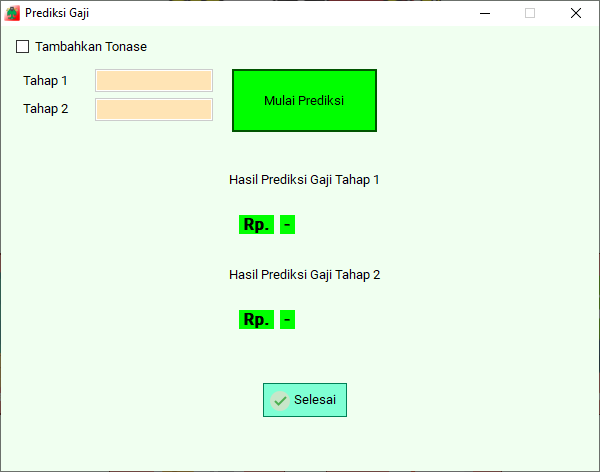 Prediksi Gaji
Tambahkan Tonase
Tahap 1
Mulai Prediksi
Tahap 2
Hasil Prediksi Gaji Tahap 1
Rp. -
Hasil Prediksi Gaji Tahap 2
Rp. -
Selesai